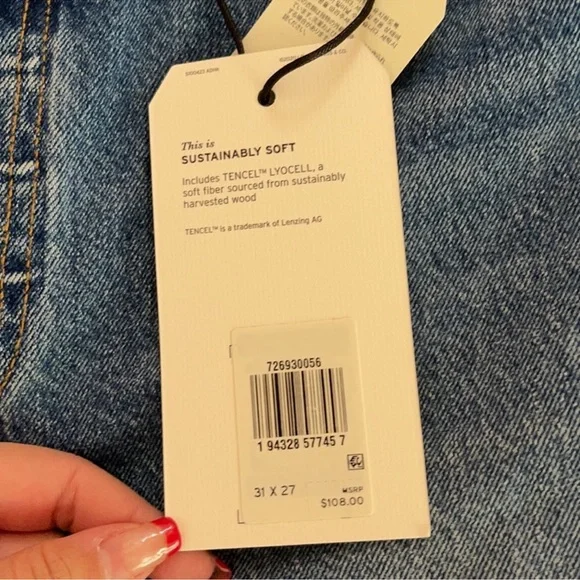 This is
SUSTAINABLY SOFT
Includes TENCEL™ LYOCELL, a
soft fiber sourced from sustainably
harvested wood
TENCEL™ is a trademark of Lenzing AG
726930056
1 94328 57745 7
31 X 27
MSRP
$108.00